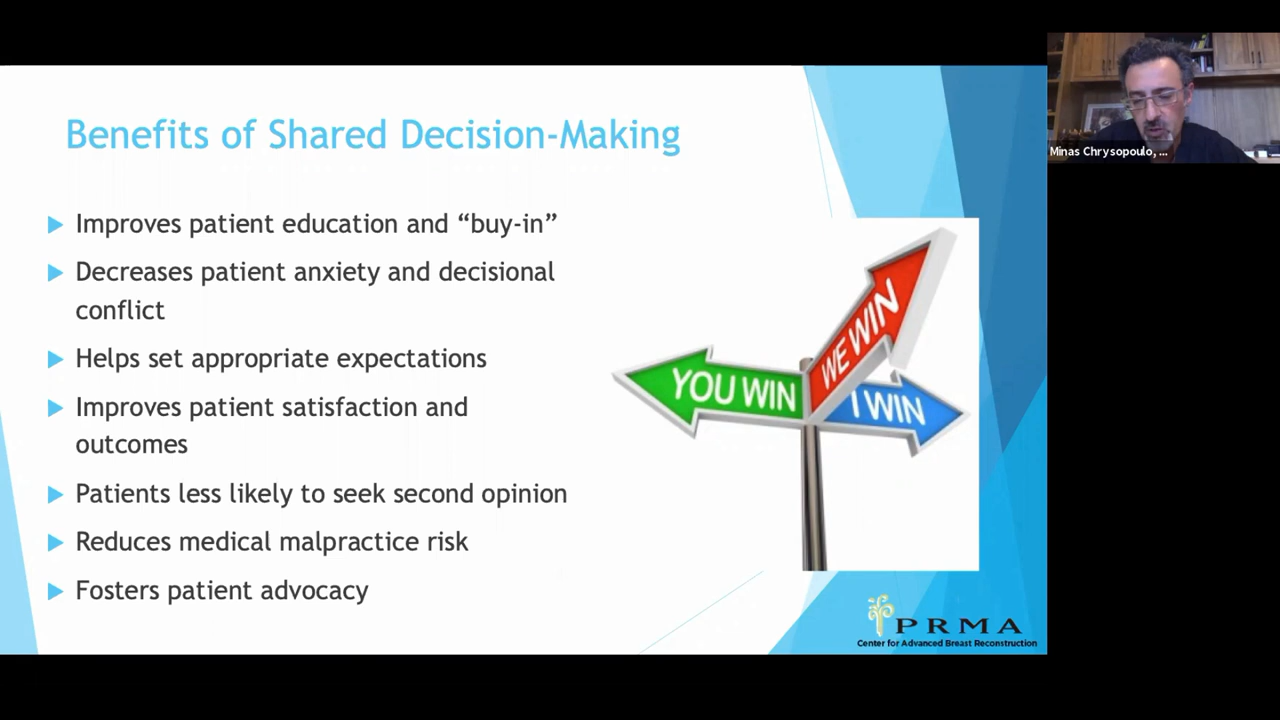 Benefits of Shared Decision-Making
Improves patient education and “buy-in”
Decreases patient anxiety and decisional
conflict
Helps set appropriate expectations
Improves patient satisfaction and
outcomes
Patients less likely to seek second opinion
Reduces medical malpractice risk
Fosters patient advocacy
YOU WIN
WE WIN
I WIN
PRMA
Center for Advanced Breast Reconstruction
Minas Chrysopoulo, ...